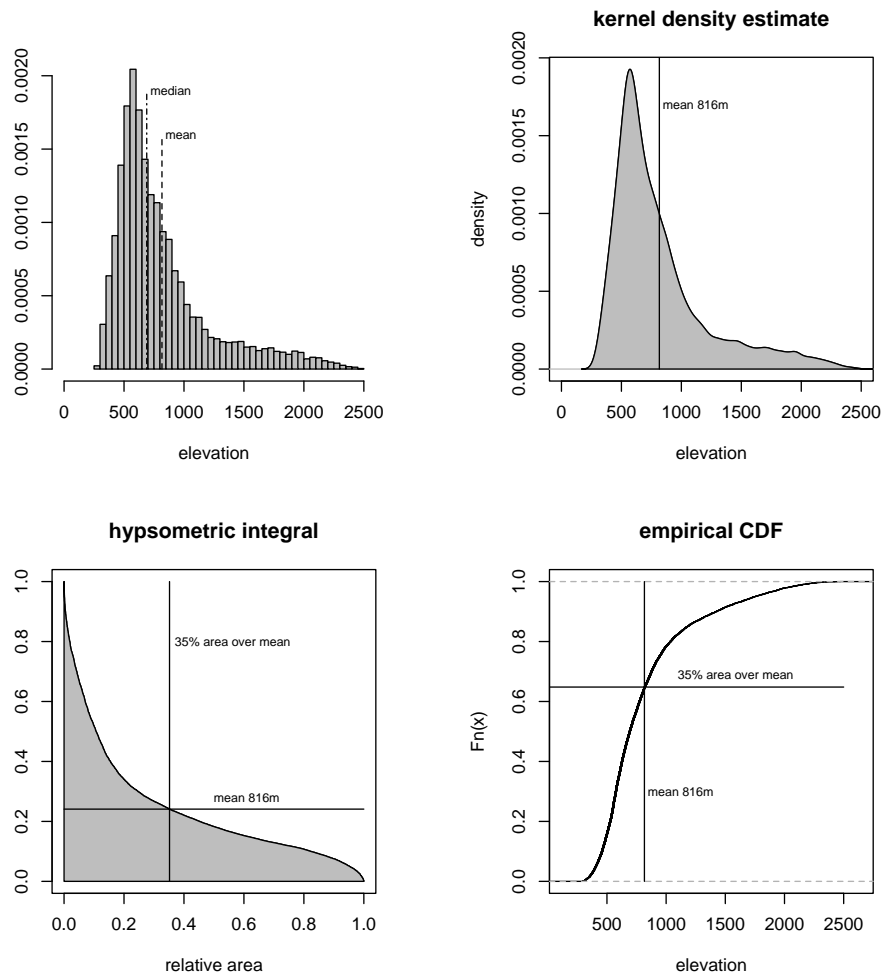 median
mean
0.0000 0.0005 0.0010 0.0015 0.0020
0 500 1000 1500 2000 2500
elevation
kernel density estimate
mean 816m
density
0.0000 0.0005 0.0010 0.0015 0.0020
0 500 1000 1500 2000 2500
elevation
hypsometric integral
35% area over mean
mean 816m
0.0 0.2 0.4 0.6 0.8 1.0
0.0 0.2 0.4 0.6 0.8 1.0
relative area
empirical CDF
35% area over mean
mean 816m
Fn(x)
0.0 0.2 0.4 0.6 0.8 1.0
500 1000 1500 2000 2500
elevation